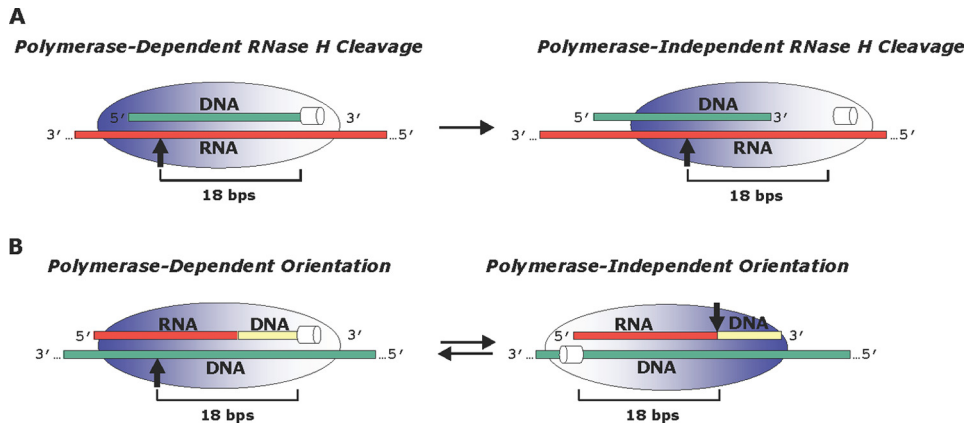 A
Polymerase-Dependent RNase H Cleavage
Polymerase-Independent RNase H Cleavage
DNA
5′
3′
3′ ...
...5′
RNA
18 bps
DNA
5′
3′
3′ ...
...5′
RNA
18 bps
B
Polymerase-Dependent Orientation
Polymerase-Independent Orientation
RNA
DNA
5′
3′
3′ ...
...5′
DNA
18 bps
RNA
DNA
5′
3′
3′ ...
...5′
DNA
18 bps